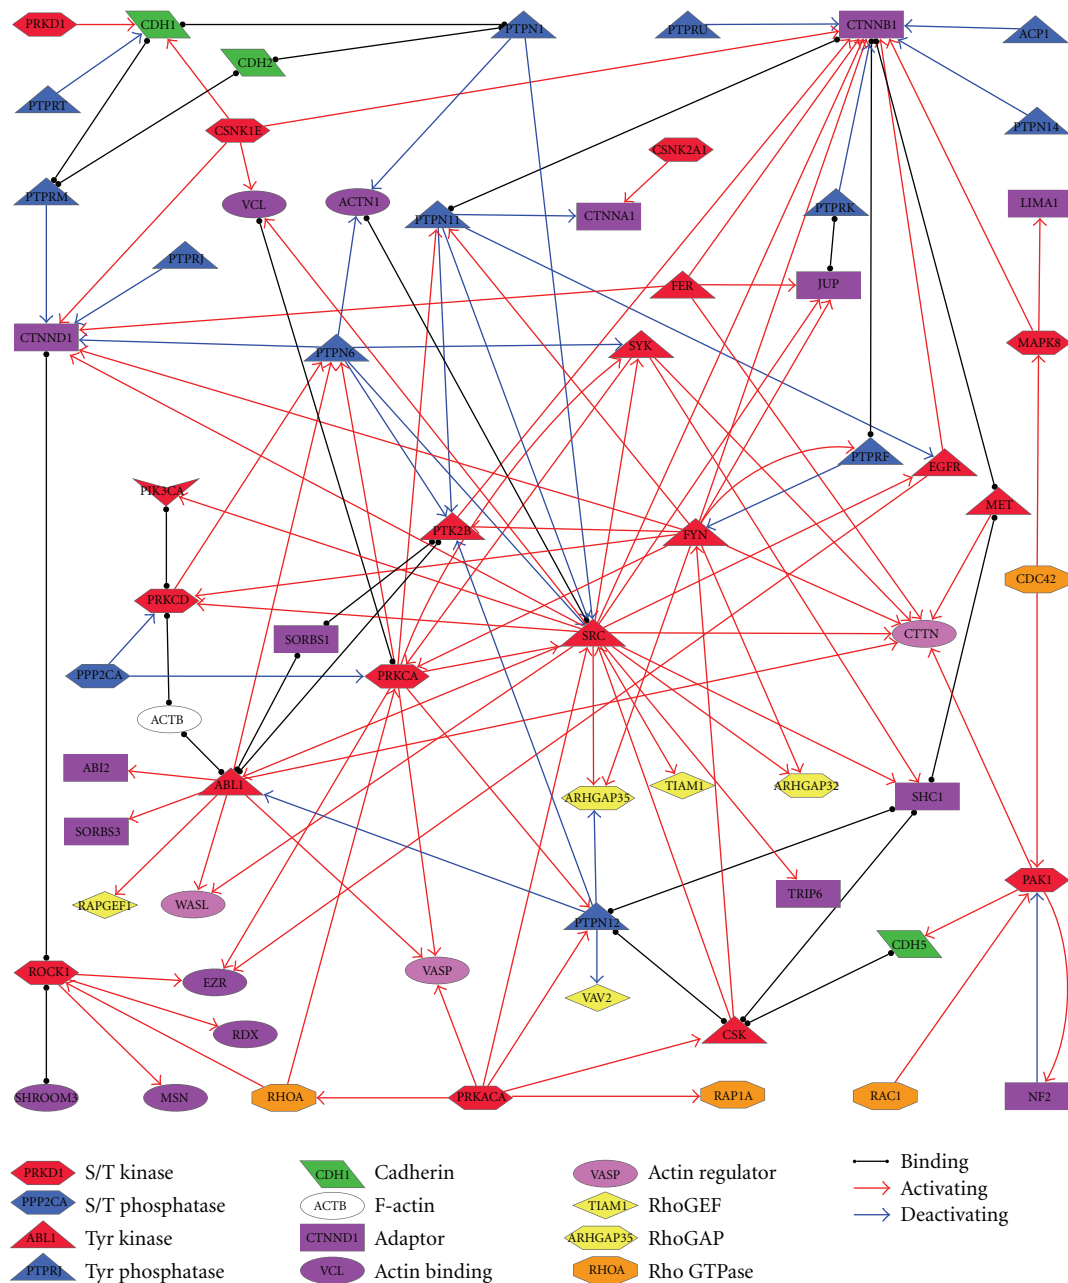 PRKD1
CDH1
PTPN1
PTPRU
CTNNB1
ACP1
CDH2
PTPRT
CSNK1E
PTPN14
CSNK2A1
PTPRM
VCL
ACTN1
PTPN11
CTNNA1
PTPRK
LIMA1
PTPRJ
FER
JUP
CTNND1
PTPN6
SYK
MAPK8
PTPRF
EGFR
PIK3CA
MET
PTK2B
FYN
CDC42
PRKCD
SORBS1
SRC
CTTN
PPP2CA
PRKCA
ACTB
ABI2
ABL1
ARHGAP35
TIAM1
ARHGAP32
SHC1
SORBS3
RAPGEF1
WASL
TRIP6
PAK1
PTPN12
CDH5
ROCK1
EZR
VASP
VAV2
RDX
CSK
SHROOM3
MSN
RHOA
PRKACA
RAP1A
RAC1
NF2
PRKD1 S/T kinase
PPP2CA S/T phosphatase
ABL1 Tyr kinase
PTPRJ Tyr phosphatase
CDH1 Cadherin
ACTB F-actin
CTNND1 Adaptor
VCL Actin binding
VASP Actin regulator
TIAM1 RhoGEF
ARHGAP35 RhoGAP
RHOA Rho GTPase
Binding
Activating
Deactivating